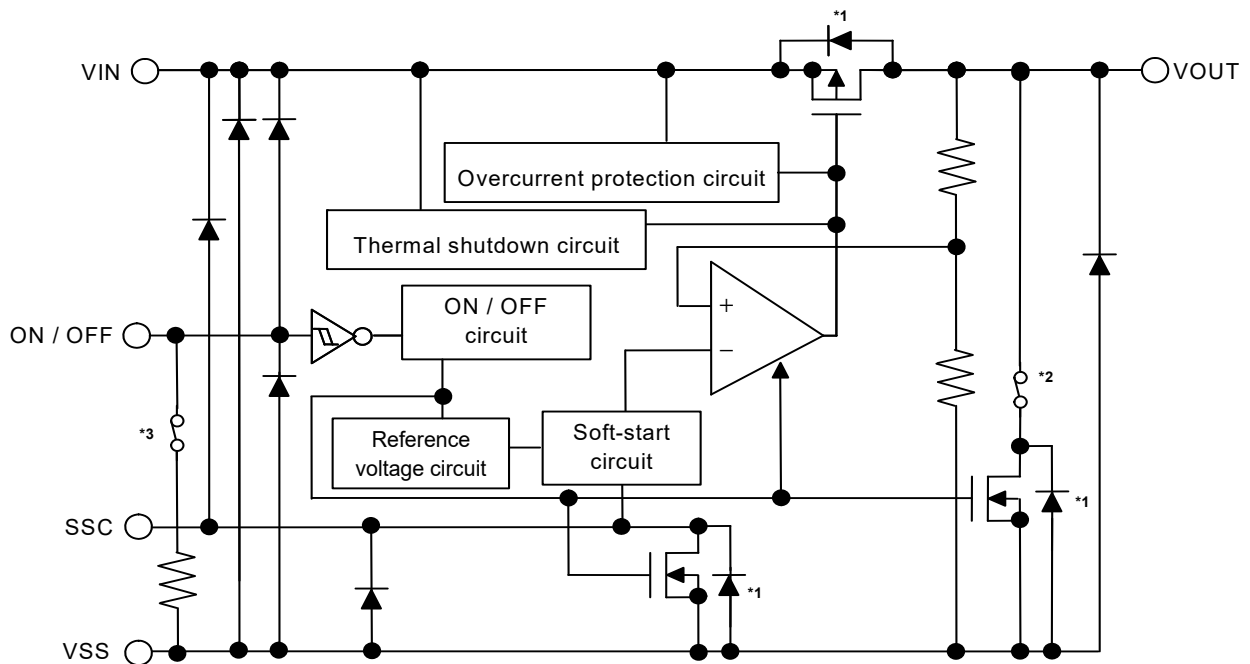 *1
VIN
VOUT
Overcurrent protection circuit
Thermal shutdown circuit
ON / OFF
ON / OFF
circuit
+
−
*2
*3
Reference
voltage circuit
Soft-start
circuit
*1
SSC
*1
VSS